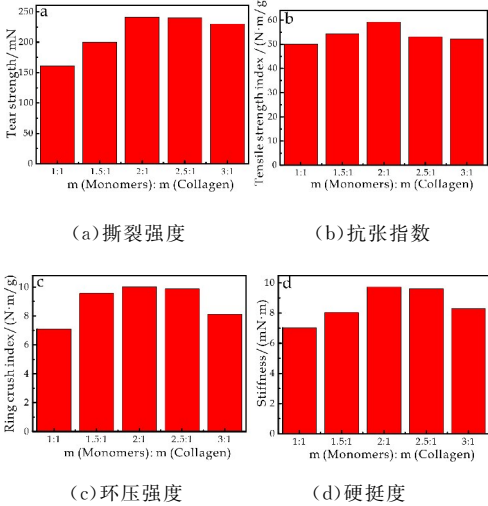 a
Tear strength/mN
250
200
150
100
50
0
1:1 1.5:1 2:1 2.5:1 3:1
m (Monomers): m (Collagen)
(a)撕裂强度
b
Tensile strength index /(N·m/g)
60
50
40
30
20
10
0
1:1 1.5:1 2:1 2.5:1 3:1
m (Monomers): m (Collagen)
(b)抗张指数
c
Ring crush index/(N·m/g)
10
8
6
4
2
0
1:1 1.5:1 2:1 2.5:1 3:1
m (Monomers): m (Collagen)
(c)环压强度
d
Stiffness/(mN·m)
10
8
6
4
2
0
1:1 1.5:1 2:1 2.5:1 3:1
m (Monomers): m (Collagen)
(d)硬挺度